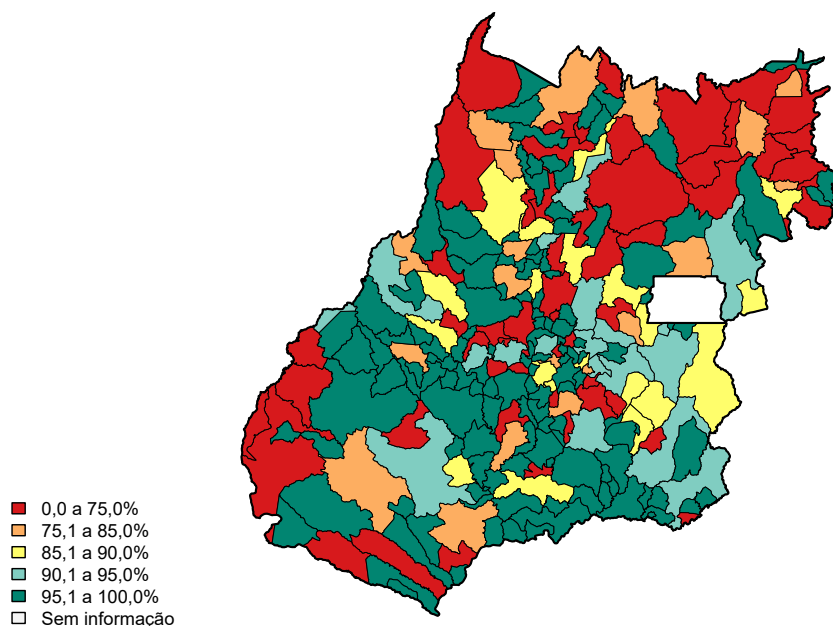 0,0 a 75,0%
75,1 a 85,0%
85,1 a 90,0%
90,1 a 95,0%
95,1 a 100,0%
Sem informação